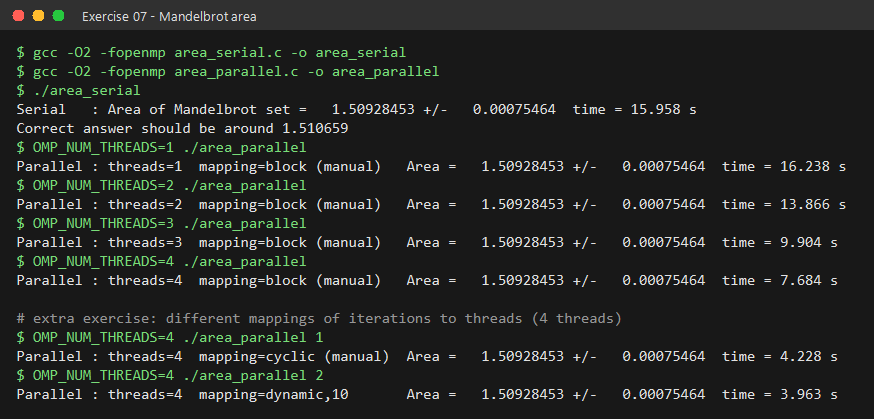 Exercise 07 - Mandelbrot area
$ gcc -O2 -fopenmp area_serial.c -o area_serial
$ gcc -O2 -fopenmp area_parallel.c -o area_parallel
$ ./area_serial
Serial   : Area of Mandelbrot set =   1.50928453 +/-   0.00075464  time = 15.958 s
Correct answer should be around 1.510659
$ OMP_NUM_THREADS=1 ./area_parallel
Parallel : threads=1  mapping=block (manual)   Area =   1.50928453 +/-   0.00075464  time = 16.238 s
$ OMP_NUM_THREADS=2 ./area_parallel
Parallel : threads=2  mapping=block (manual)   Area =   1.50928453 +/-   0.00075464  time = 13.866 s
$ OMP_NUM_THREADS=3 ./area_parallel
Parallel : threads=3  mapping=block (manual)   Area =   1.50928453 +/-   0.00075464  time = 9.904 s
$ OMP_NUM_THREADS=4 ./area_parallel
Parallel : threads=4  mapping=block (manual)   Area =   1.50928453 +/-   0.00075464  time = 7.684 s
# extra exercise: different mappings of iterations to threads (4 threads)
$ OMP_NUM_THREADS=4 ./area_parallel 1
Parallel : threads=4  mapping=cyclic (manual)  Area =   1.50928453 +/-   0.00075464  time = 4.228 s
$ OMP_NUM_THREADS=4 ./area_parallel 2
Parallel : threads=4  mapping=dynamic,10       Area =   1.50928453 +/-   0.00075464  time = 3.963 s